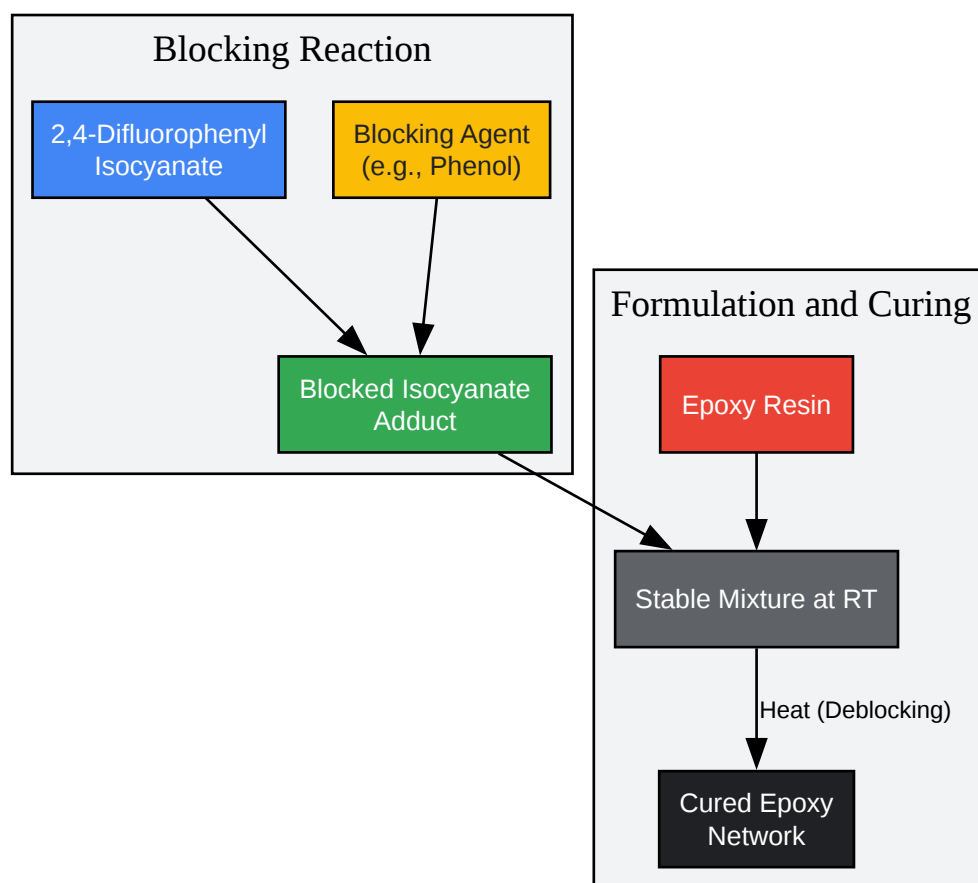 Blocking Reaction
2,4-Difluorophenyl
Isocyanate
Blocking Agent
(e.g., Phenol)
Blocked Isocyanate
Adduct
Formulation and Curing
Epoxy Resin
Stable Mixture at RT
Heat (Deblocking)
Cured Epoxy
Network